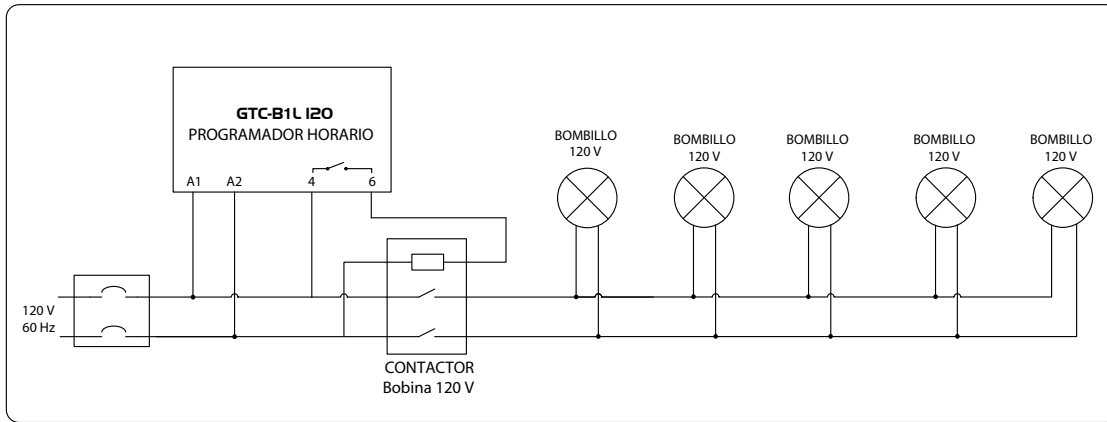 GTC-B1L 120
PROGRAMADOR HORARIO
A1 A2 4 6
BOMBILLO
120 V
BOMBILLO
120 V
BOMBILLO
120 V
BOMBILLO
120 V
BOMBILLO
120 V
120 V
60 Hz
CONTACTOR
Bobina 120 V